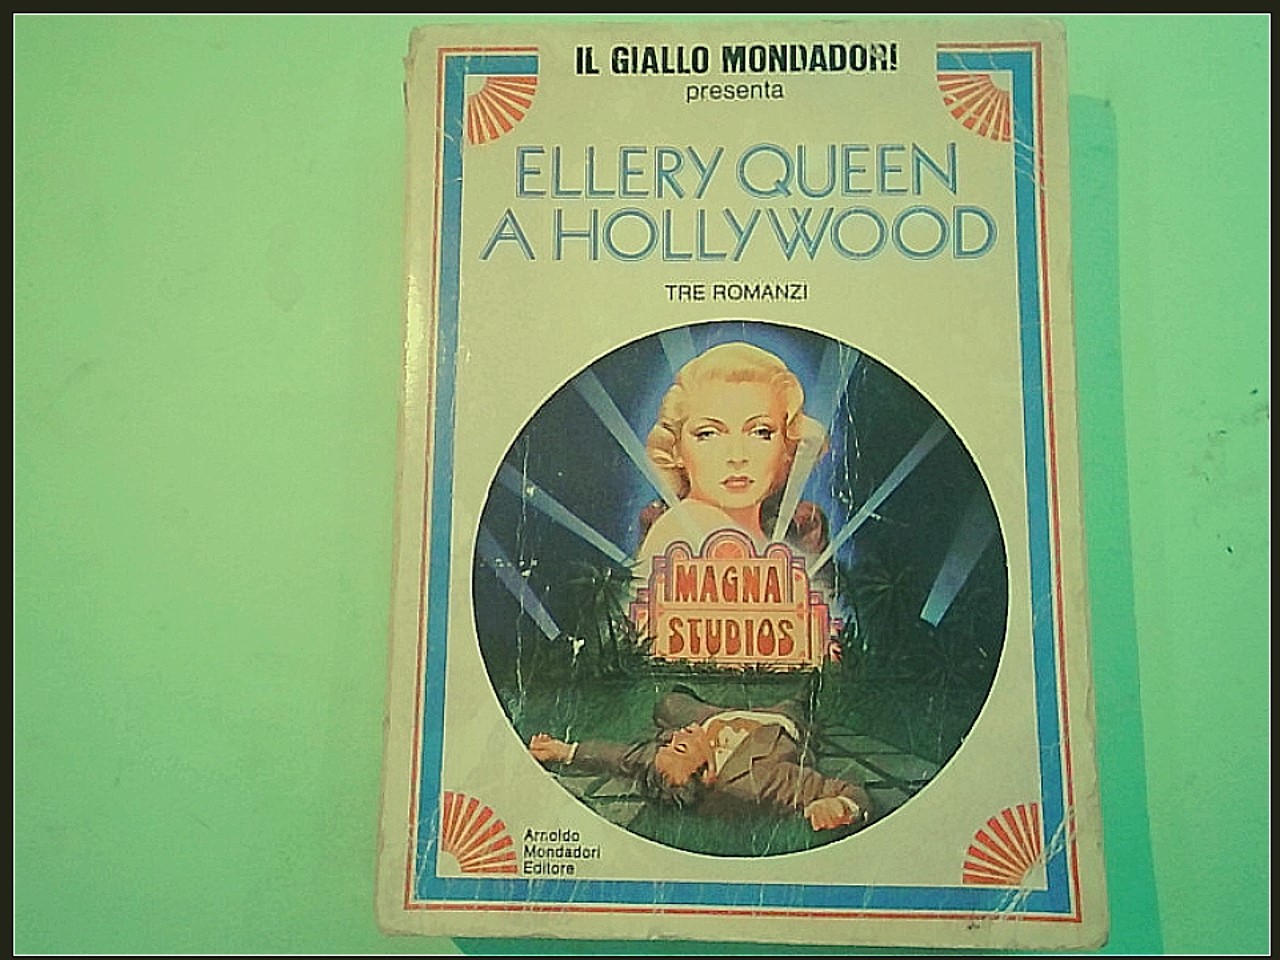 IL GIALLO MONDADORI
presenta
ELLERY QUEEN
A HOLLYWOOD
TRE ROMANZI
MAGNA
STUDIOS
Arnoldo
Mondadori
Editore